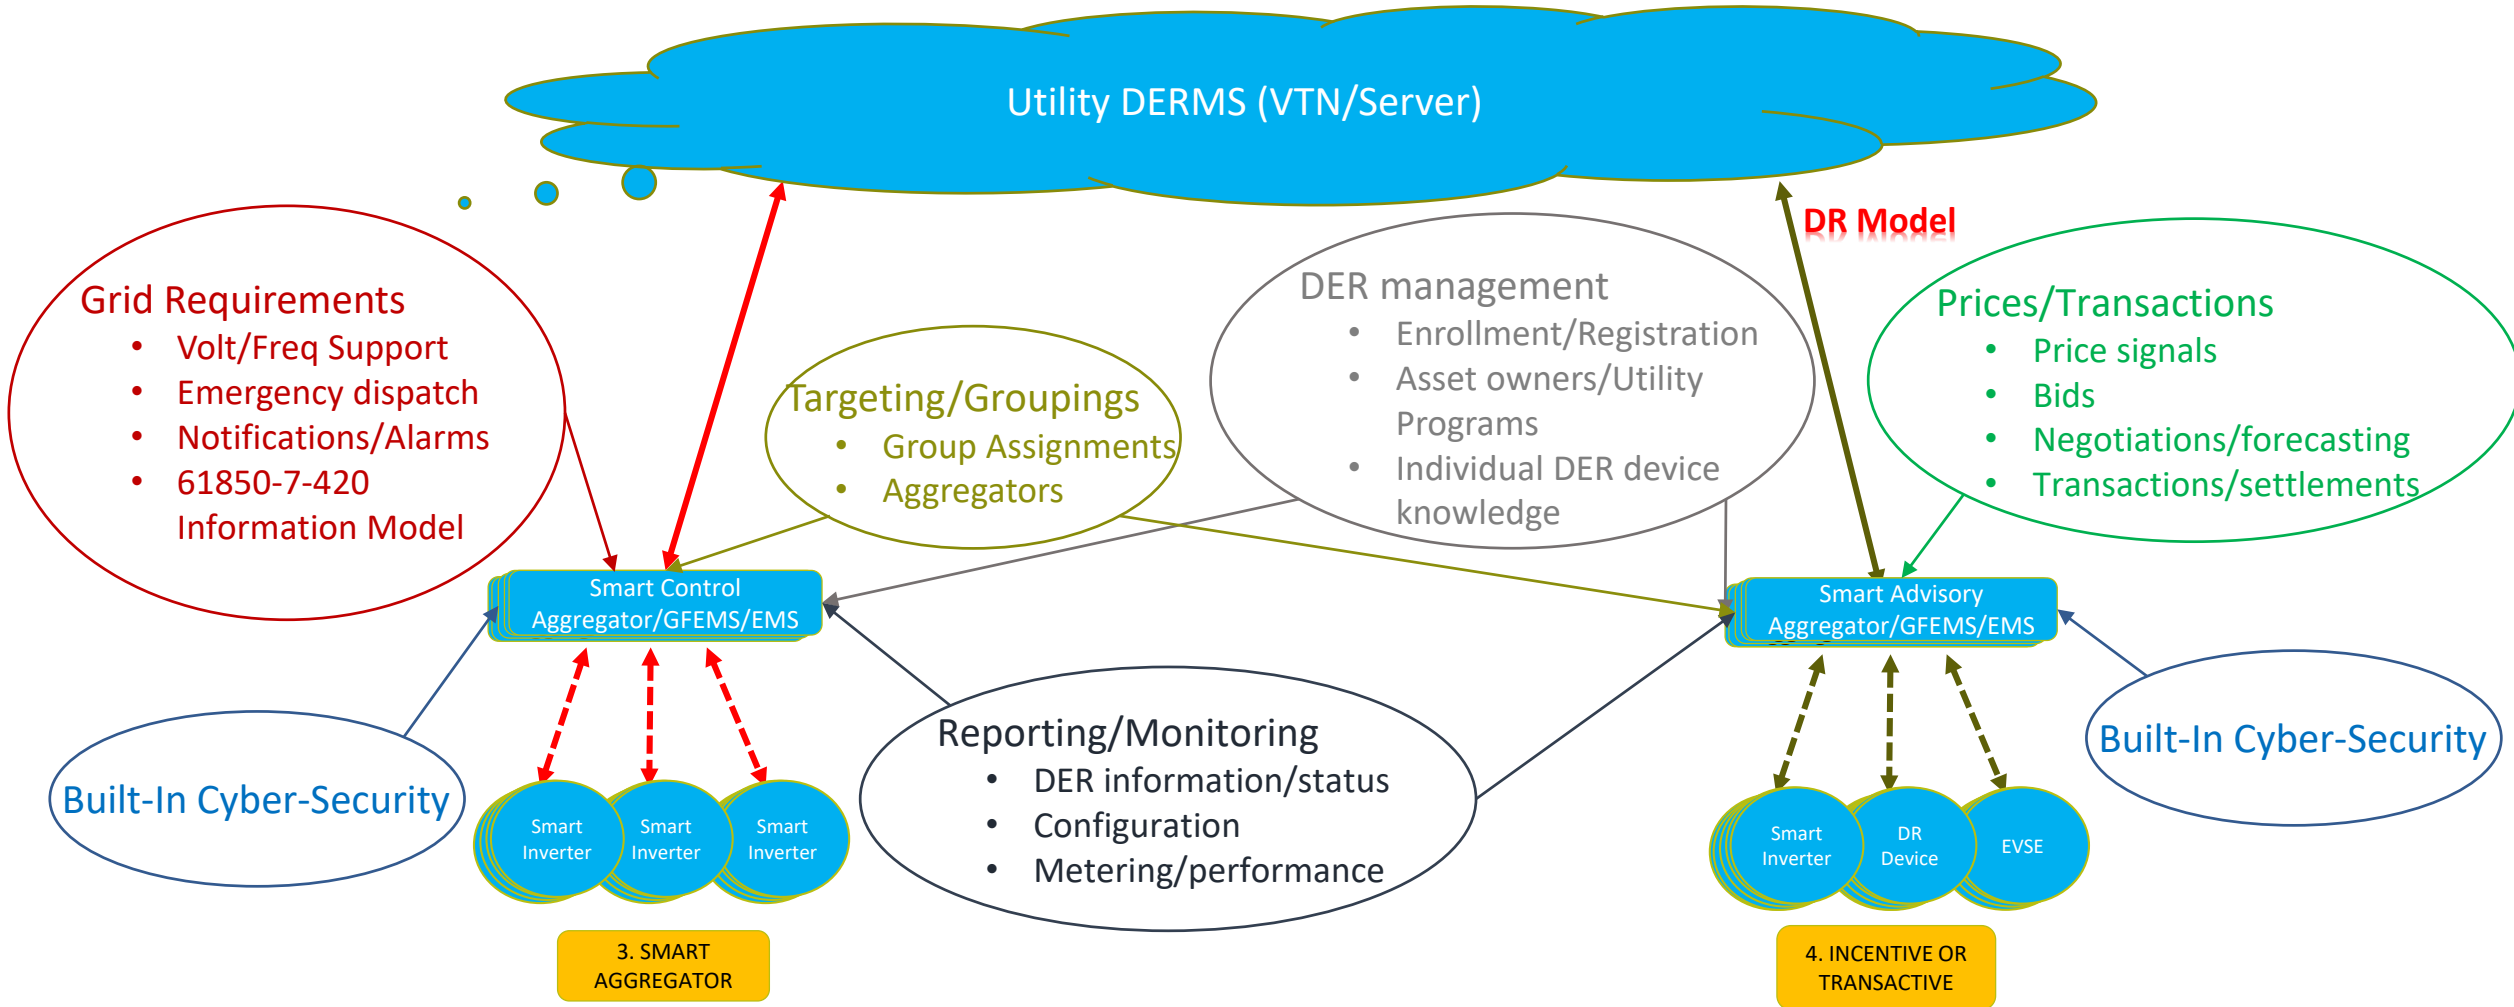 Utility DERMS (VTN/Server)
DR Model
Grid Requirements
• Volt/Freq Support
• Emergency dispatch
• Notifications/Alarms
• 61850-7-420
Information Model
Targeting/Groupings
• Group Assignments
• Aggregators
DER management
• Enrollment/Registration
• Asset owners/Utility
Programs
• Individual DER device
knowledge
Prices/Transactions
• Price signals
• Bids
• Negotiations/forecasting
• Transactions/settlements
Smart Control
Aggregator/GFEMS/EMS
Smart Advisory
Aggregator/GFEMS/EMS
Built-In Cyber-Security
Reporting/Monitoring
• DER information/status
• Configuration
• Metering/performance
Built-In Cyber-Security
Smart
Inverter
Smart
Inverter
Smart
Inverter
Smart
Inverter
DR
Device
EVSE
3. SMART
AGGREGATOR
4. INCENTIVE OR
TRANSACTIVE